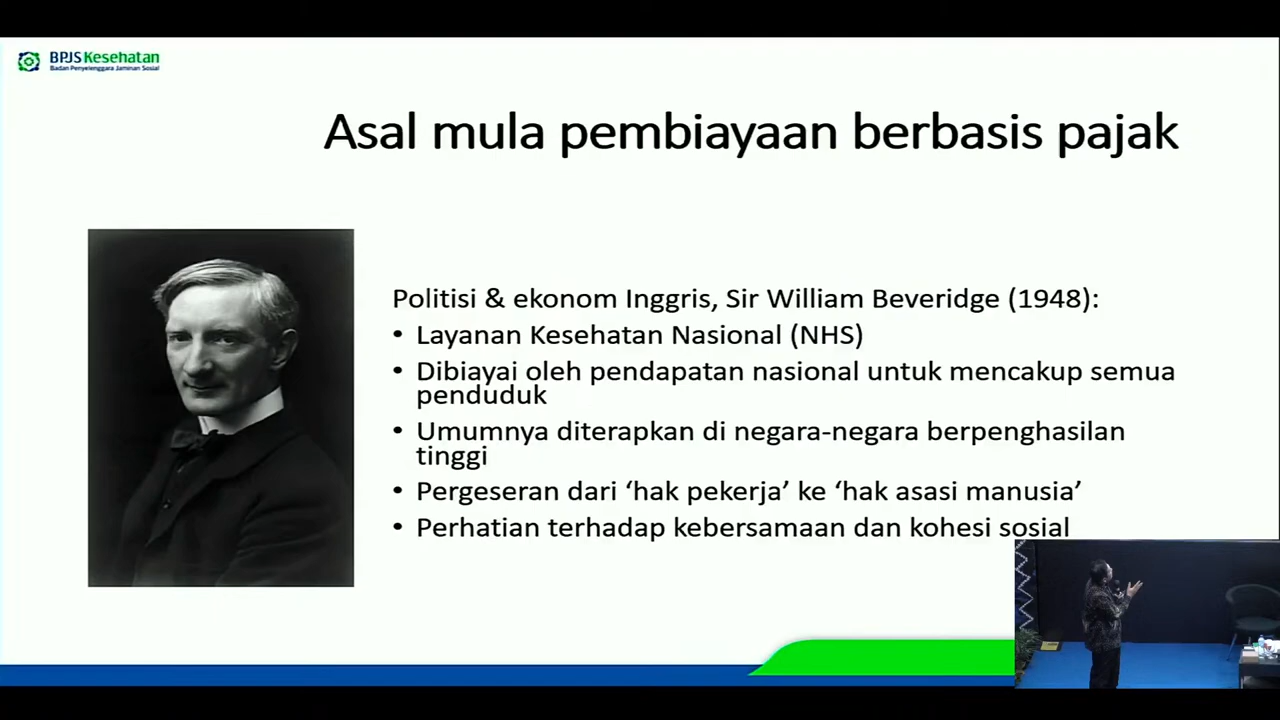 BPJS Kesehatan
Badan Penyelenggara Jaminan Sosial
Asal mula pembiayaan berbasis pajak
Politisi & ekonom Inggris, Sir William Beveridge (1948):
• Layanan Kesehatan Nasional (NHS)
• Dibiayai oleh pendapatan nasional untuk mencakup semua
penduduk
• Umumnya diterapkan di negara-negara berpenghasilan
tinggi
• Pergeseran dari ‘hak pekerja’ ke ‘hak asasi manusia’
• Perhatian terhadap kebersamaan dan kohesi sosial